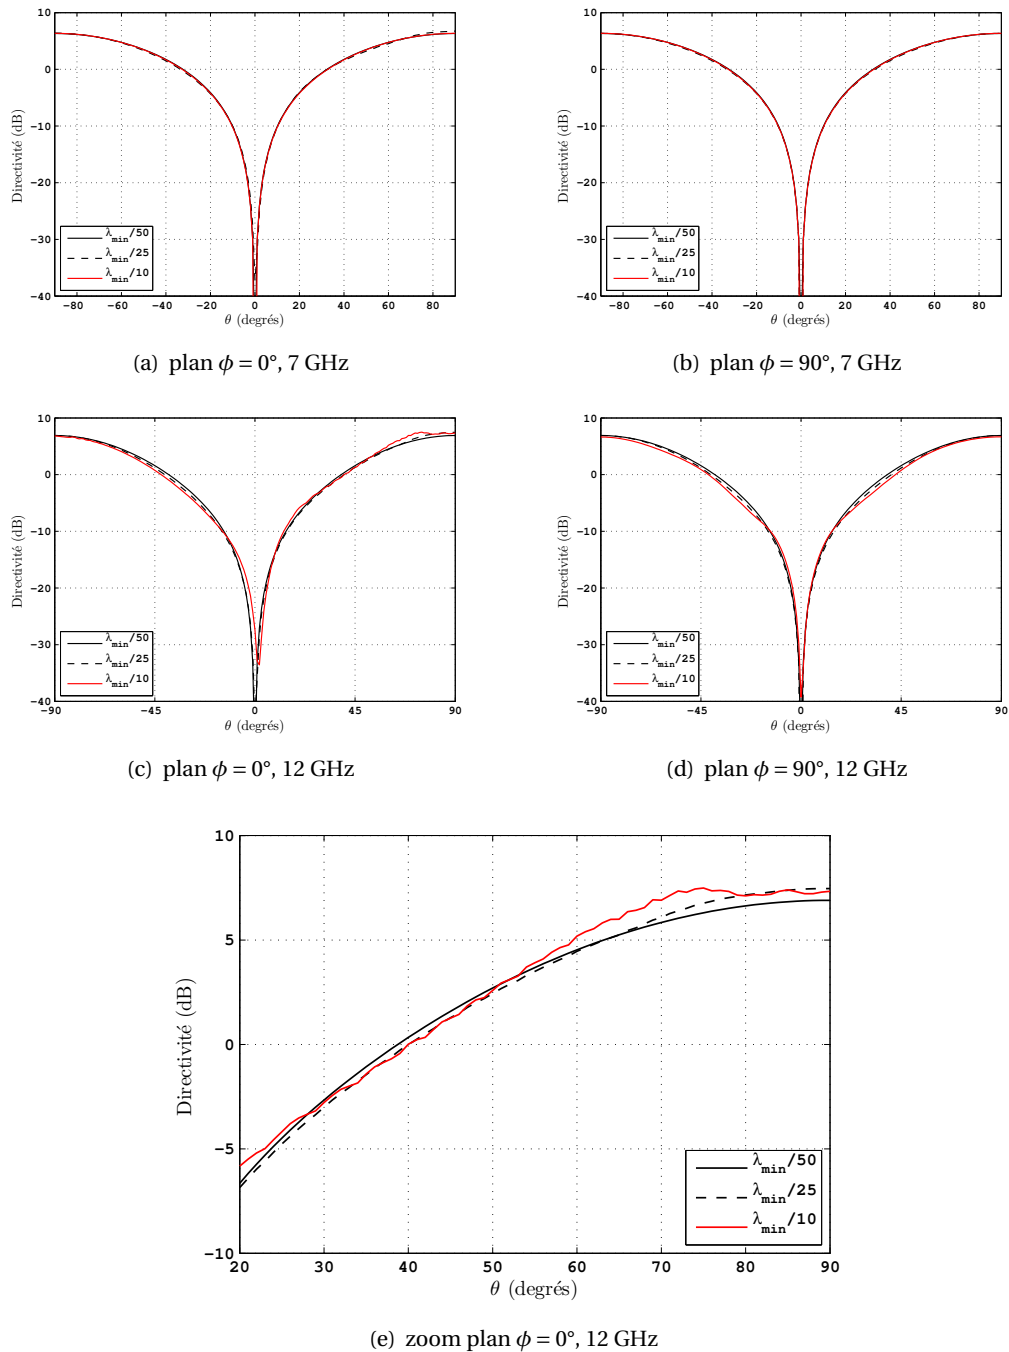 10
0
−10
−20
−30
−40
Directivité (dB)
λmin/50
λmin/25
λmin/10
−80 −60 −40 −20 0 20 40 60 80
θ (degrés)
(a) plan ϕ = 0°, 7 GHz
10
0
−10
−20
−30
−40
Directivité (dB)
λmin/50
λmin/25
λmin/10
−80 −60 −40 −20 0 20 40 60 80
θ (degrés)
(b) plan ϕ = 90°, 7 GHz
10
0
−10
−20
−30
−40
Directivité (dB)
λmin/50
λmin/25
λmin/10
−90 −45 0 45 90
θ (degrés)
(c) plan ϕ = 0°, 12 GHz
10
0
−10
−20
−30
−40
Directivité (dB)
λmin/50
λmin/25
λmin/10
−90 −45 0 45 90
θ (degrés)
(d) plan ϕ = 90°, 12 GHz
10
5
0
−5
−10
Directivité (dB)
λmin/50
λmin/25
λmin/10
20 30 40 50 60 70 80 90
θ (degrés)
(e) zoom plan ϕ = 0°, 12 GHz